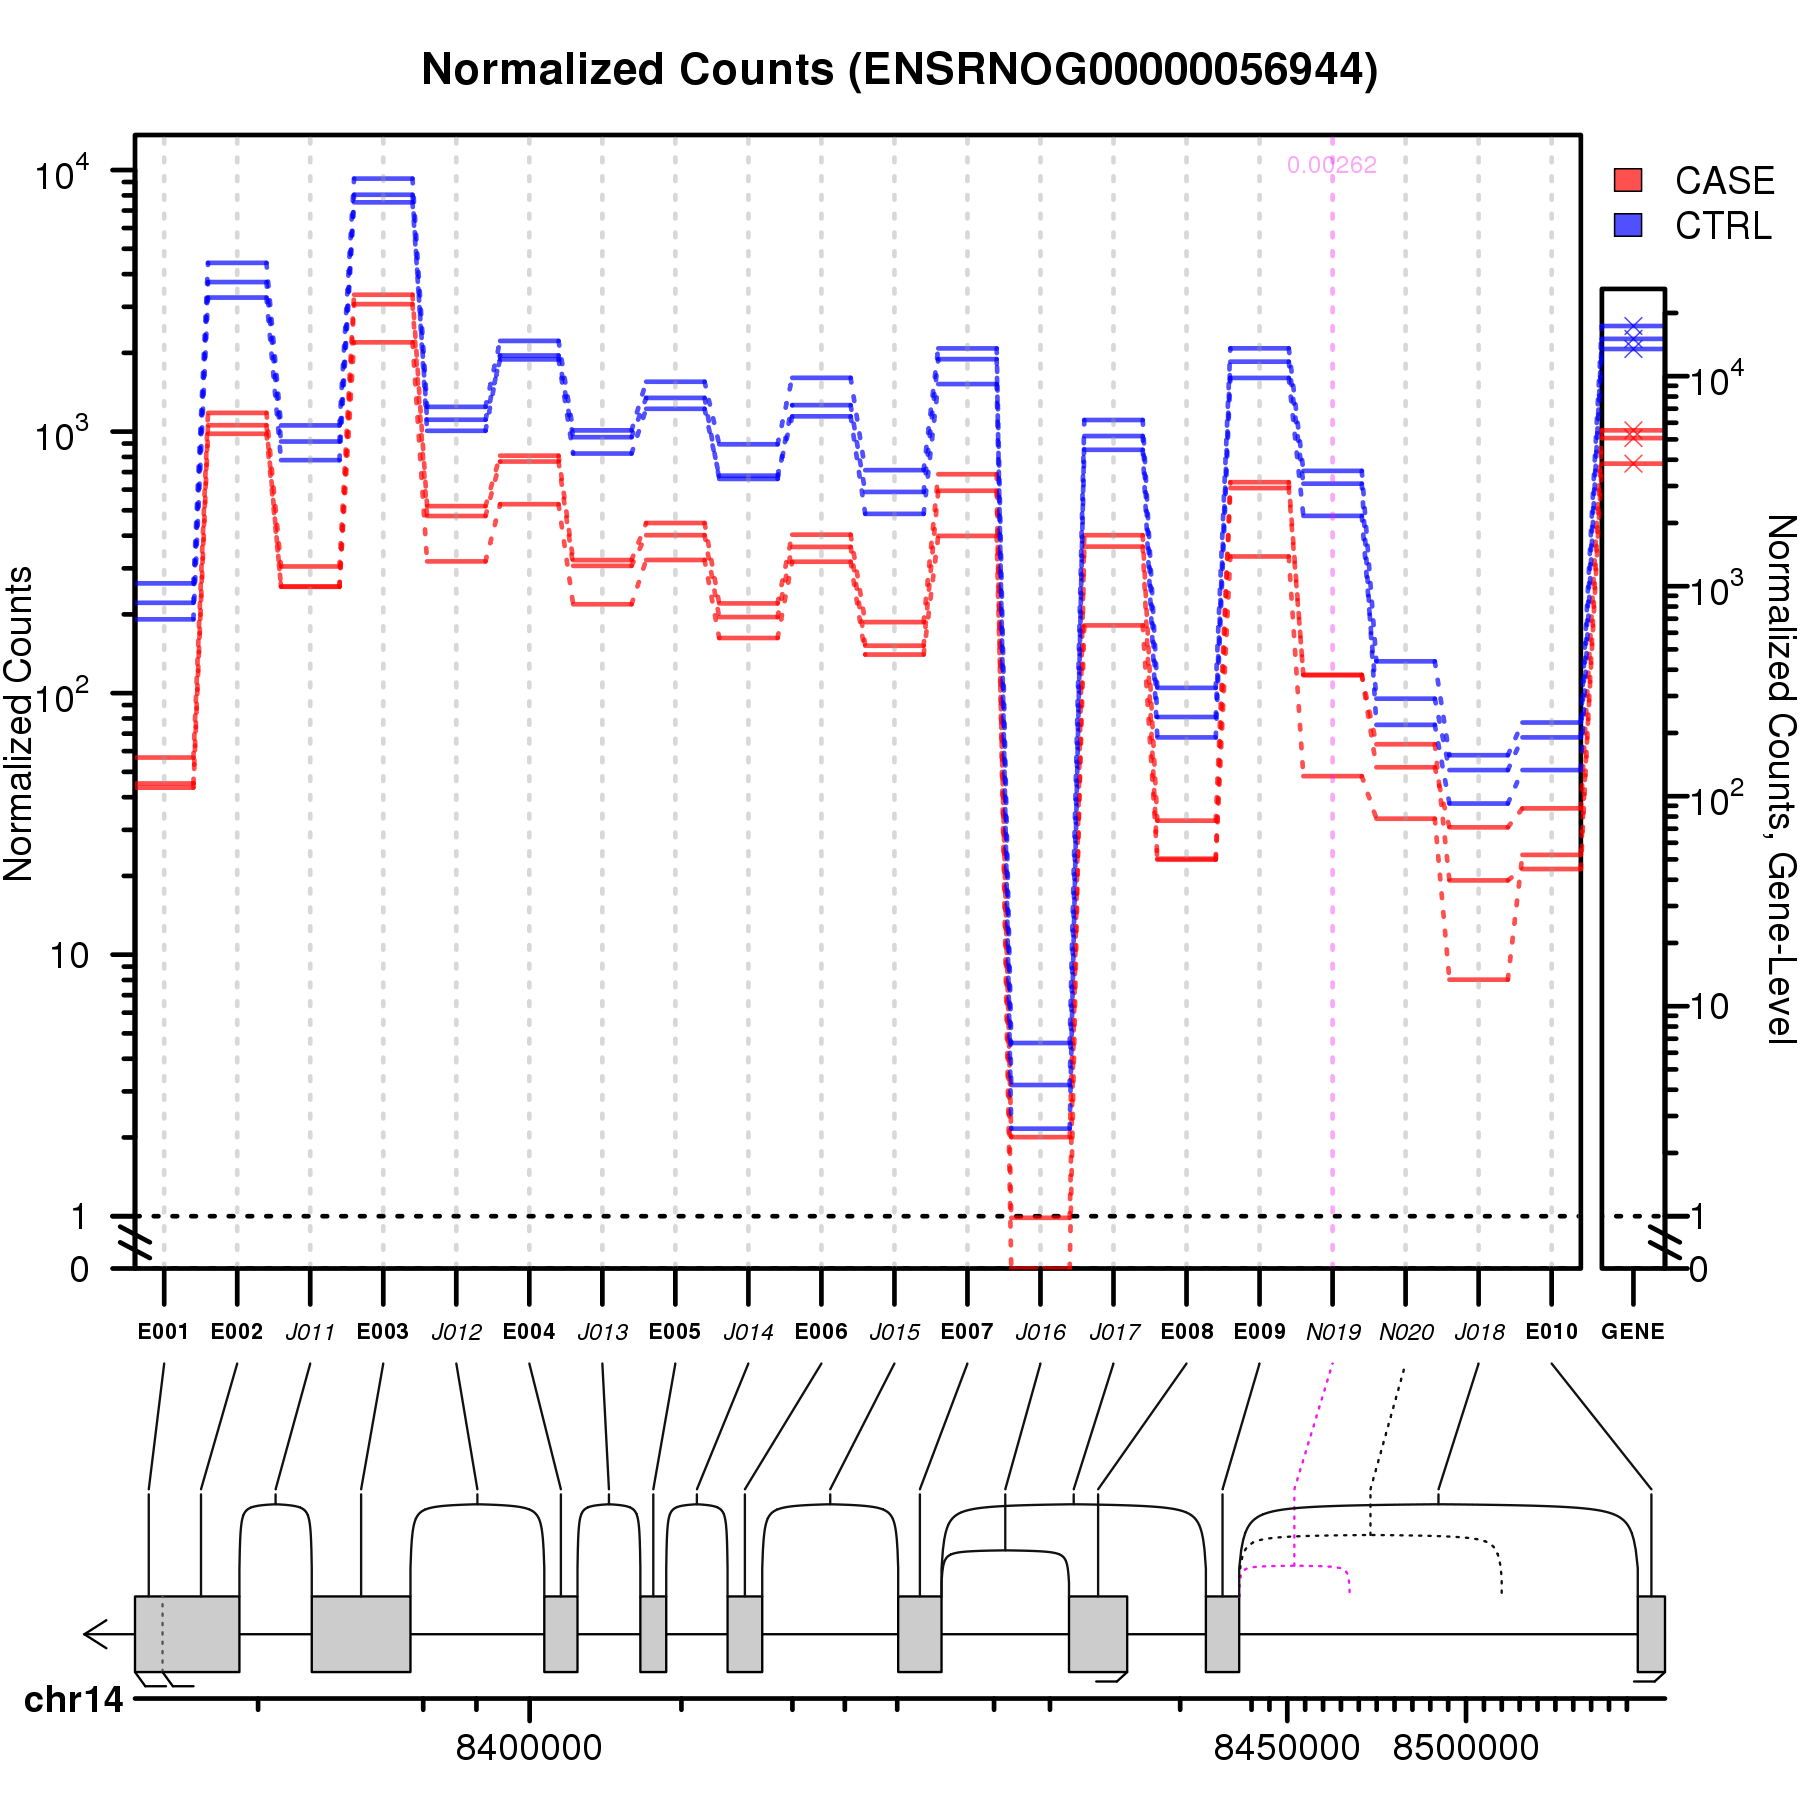 Normalized Counts (ENSRNOG00000056944)
0.00262
CASE
CTRL
Normalized Counts
10^4
10^3
10^2
10
1
0
10^4
10^3
10^2
10
1
0
Normalized Counts, Gene-Level
E001 E002 J011 E003 J012 E004 J013 E005 J014 E006 J015 E007 J016 J017 E008 E009 N019 N020 J018 E010 GENE
chr14
8400000 8450000 8500000